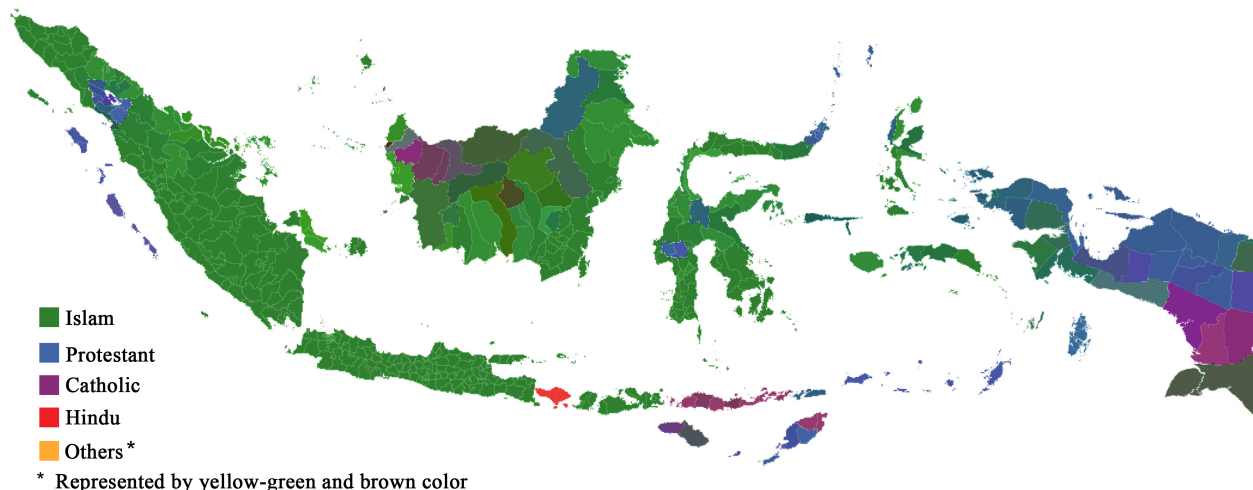 Islam
Protestant
Catholic
Hindu
Others*
* Represented by yellow-green and brown color